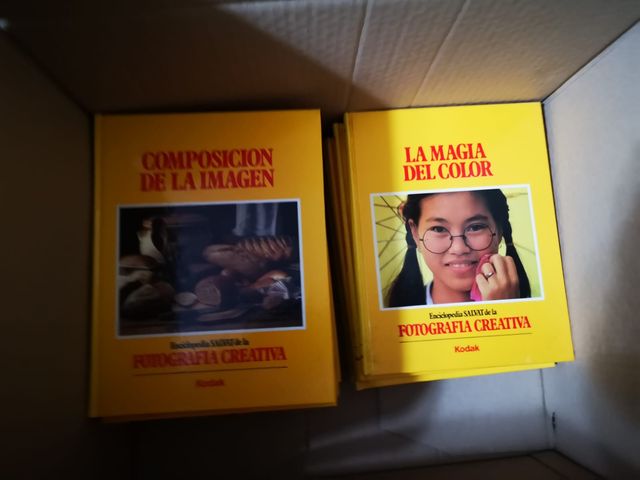 COMPOSICION
DE LA IMAGEN
Enciclopedia SALVAT de la
FOTOGRAFIA CREATIVA
Kodak
LA MAGIA
DEL COLOR
Enciclopedia SALVAT de la
FOTOGRAFIA CREATIVA
Kodak